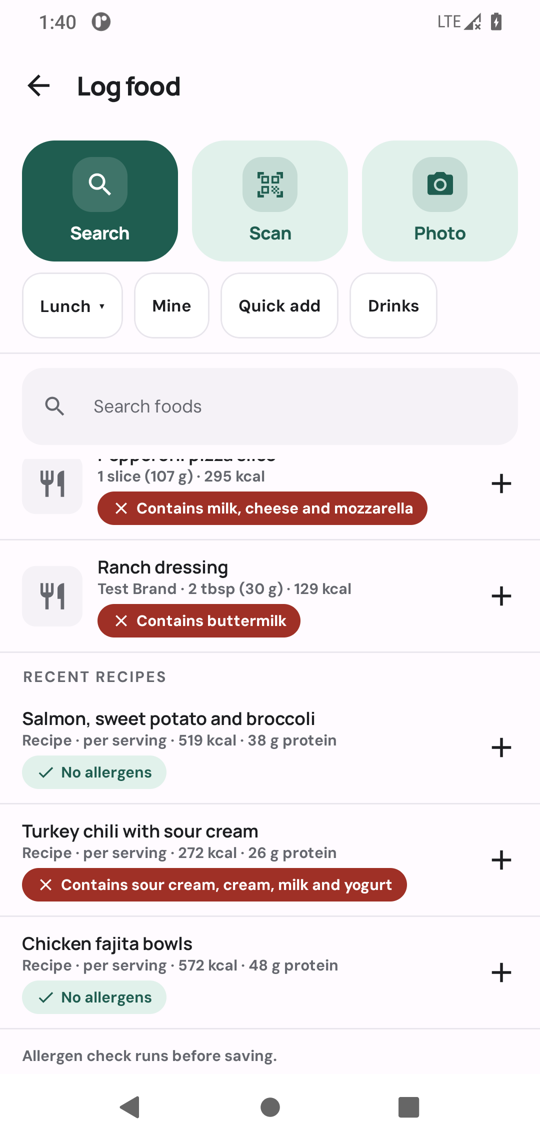 1:40
LTE
Log food
Search
Scan
Photo
Lunch
Mine
Quick add
Drinks
Search foods
Pepperoni pizza slice
1 slice (107 g) · 295 kcal
Contains milk, cheese and mozzarella
Ranch dressing
Test Brand · 2 tbsp (30 g) · 129 kcal
Contains buttermilk
RECENT RECIPES
Salmon, sweet potato and broccoli
Recipe · per serving · 519 kcal · 38 g protein
No allergens
Turkey chili with sour cream
Recipe · per serving · 272 kcal · 26 g protein
Contains sour cream, cream, milk and yogurt
Chicken fajita bowls
Recipe · per serving · 572 kcal · 48 g protein
No allergens
Allergen check runs before saving.